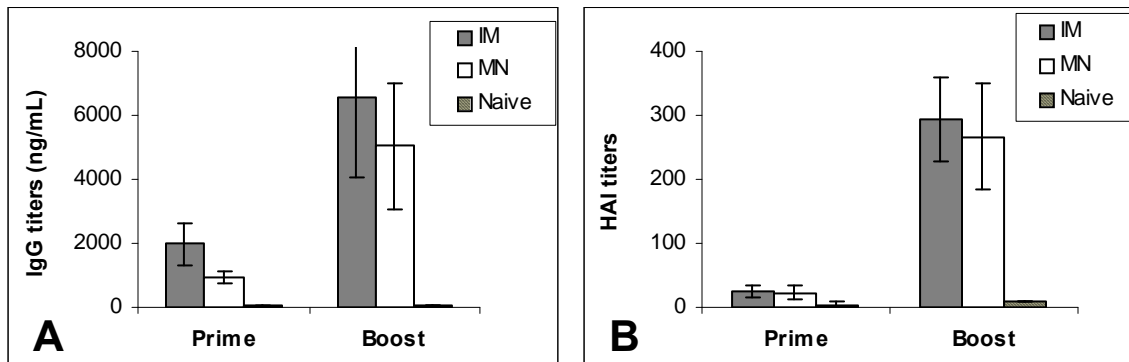 IgG titers (ng/mL)
8000
6000
4000
2000
0
IM
MN
Naive
Prime
Boost
A
HAI titers
400
300
200
100
0
IM
MN
Naive
Prime
Boost
B